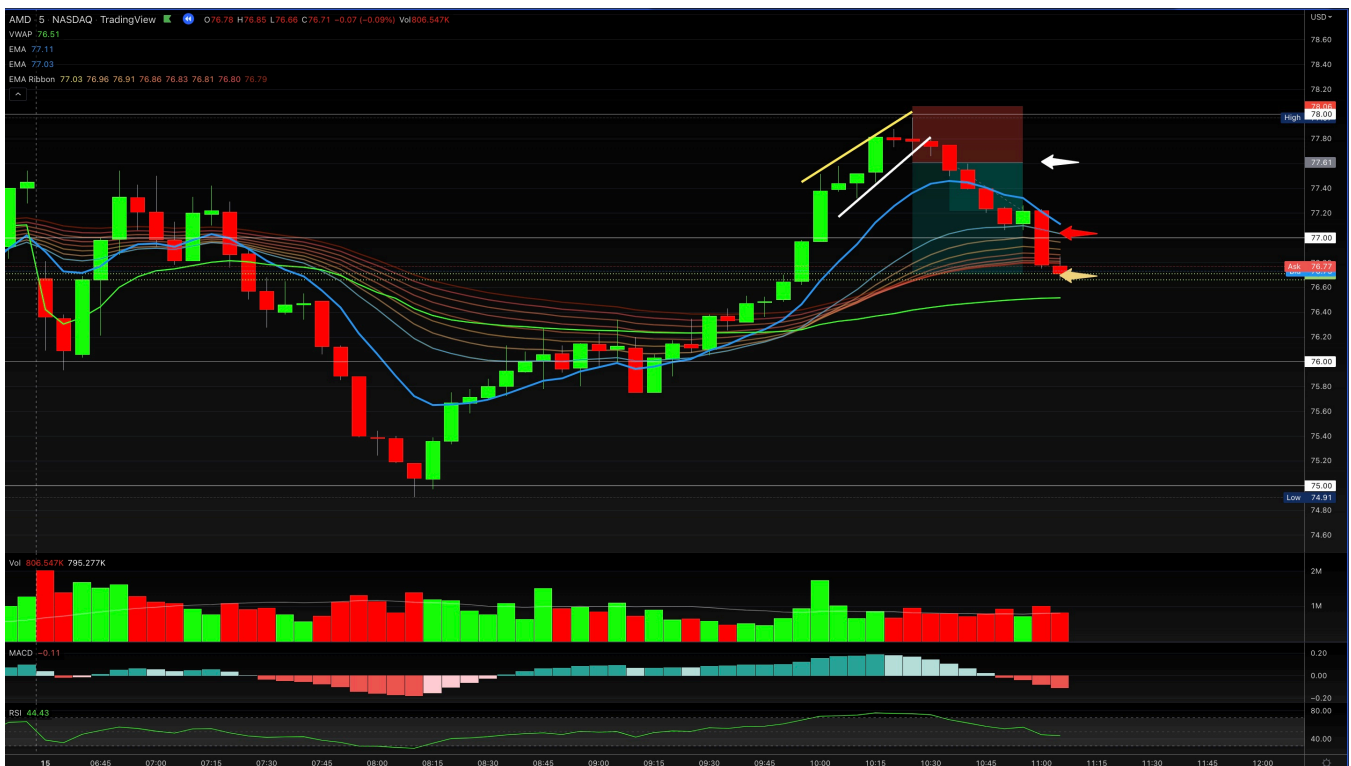 AMD · 5 · NASDAQ · TradingView O76.78 H76.85 L76.66 C76.71 −0.07 (−0.09%) Vol806.547K
VWAP 76.51
EMA 77.11
EMA 77.03
EMA Ribbon 77.03 76.96 76.91 76.86 76.83 76.81 76.80 76.79
USD
78.60
78.40
78.20
78.06
78.00
High
77.80
77.61
77.40
77.20
77.00
Ask 76.77
76.60
76.40
76.20
76.00
75.80
75.60
75.40
75.20
75.00
Low 74.91
74.80
74.60
Vol 806.547K 795.277K
2M
1M
MACD −0.11
0.20
0.00
−0.20
RSI 44.43
80.00
40.00
15 06:45 07:00 07:15 07:30 07:45 08:00 08:15 08:30 08:45 09:00 09:15 09:30 09:45 10:00 10:15 10:30 10:45 11:00 11:15 11:30 11:45 12:00